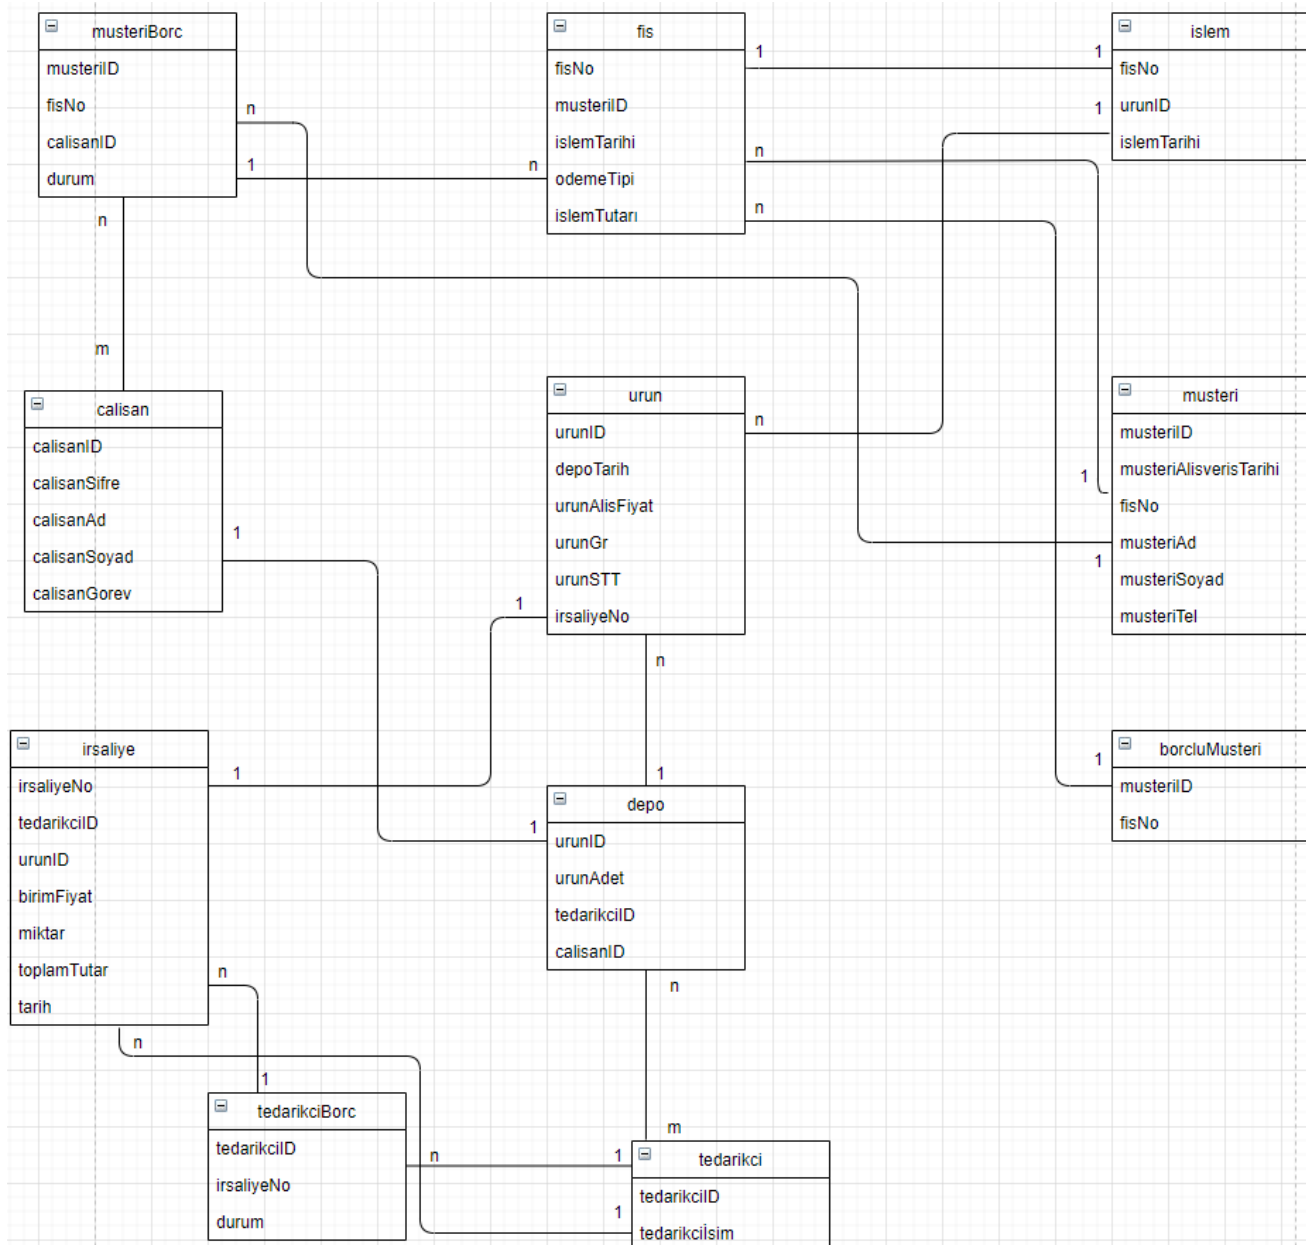 musteriBorc
musteriID
fisNo
calisanID
durum
n
1
n
m
fis
fisNo
musteriID
islemTarihi
odemeTipi
islemTutarı
1
n
n
n
islem
fisNo
urunID
islemTarihi
1
1
calisan
calisanID
calisanSifre
calisanAd
calisanSoyad
calisanGorev
1
urun
urunID
depoTarih
urunAlisFiyat
urunGr
urunSTT
irsaliyeNo
n
1
n
1
musteri
musteriID
musteriAlisverisTarihi
fisNo
musteriAd
musteriSoyad
musteriTel
1
1
irsaliye
irsaliyeNo
tedarikciID
urunID
birimFiyat
miktar
toplamTutar
tarih
1
n
n
depo
urunID
urunAdet
tedarikciID
calisanID
1
n
m
borcluMusteri
musteriID
fisNo
1
tedarikciBorc
tedarikciID
irsaliyeNo
durum
1
n
tedarikci
tedarikciID
tedarikciİsim
1
1